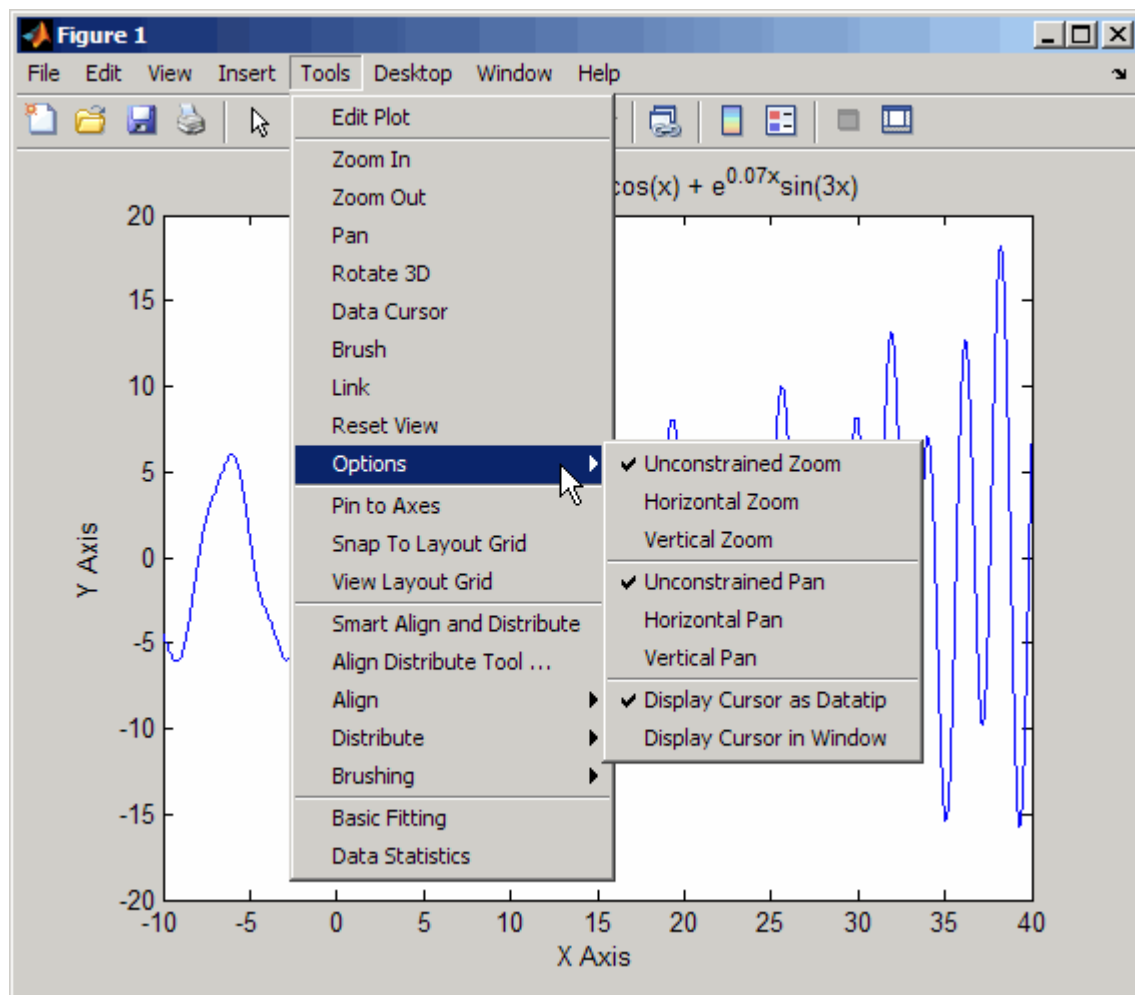 Figure 1
File Edit View Insert Tools Desktop Window Help
Edit Plot
Zoom In
Zoom Out
Pan
Rotate 3D
Data Cursor
Brush
Link
Reset View
Options
Pin to Axes
Snap To Layout Grid
View Layout Grid
Smart Align and Distribute
Align Distribute Tool ...
Align
Distribute
Brushing
Basic Fitting
Data Statistics
Unconstrained Zoom
Horizontal Zoom
Vertical Zoom
Unconstrained Pan
Horizontal Pan
Vertical Pan
Display Cursor as Datatip
Display Cursor in Window
cos(x) + e^0.07x sin(3x)
20
15
10
5
0
-5
-10
-15
-20
Y Axis
-10 -5 0 5 10 15 20 25 30 35 40
X Axis